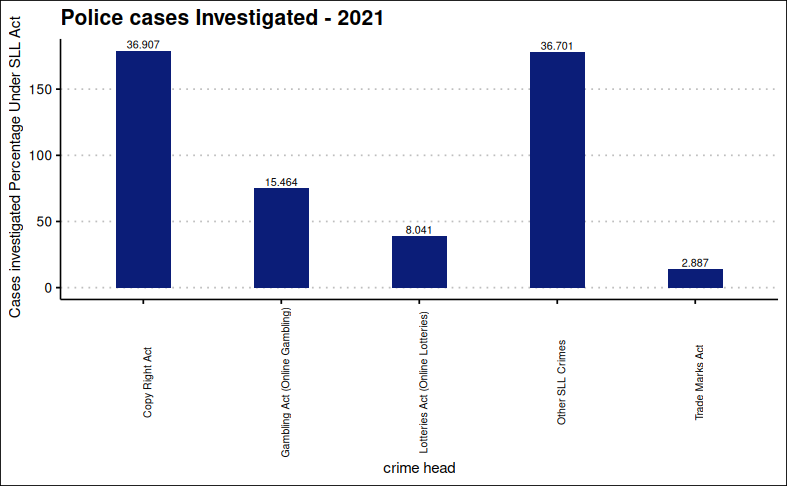 Police cases Investigated - 2021
Cases investigated Percentage Under SLL Act
150
100
50
0
36.907
15.464
8.041
36.701
2.887
Copy Right Act
Gambling Act (Online Gambling)
Lotteries Act (Online Lotteries)
Other SLL Crimes
Trade Marks Act
crime head